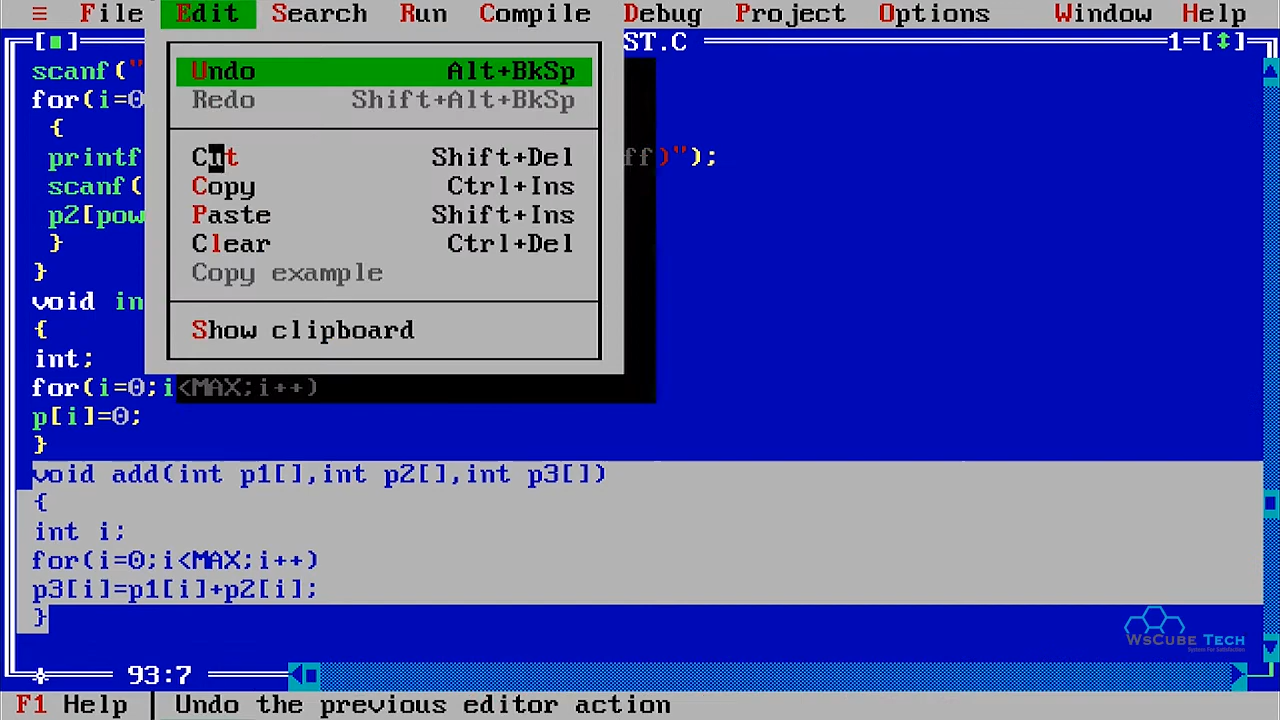 ≡ File Edit Search Run Compile Debug Project Options Window Help
[■] ST.C 1=[↕]
scanf("
for(i=0
{
printf ff)");
scanf(
p2[pow
}
}
void in
{
int;
for(i=0;i<MAX;i++)
p[i]=0;
}
void add(int p1[],int p2[],int p3[])
{
int i;
for(i=0;i<MAX;i++)
p3[i]=p1[i]+p2[i];
}
Undo Alt+BkSp
Redo Shift+Alt+BkSp
Cut Shift+Del
Copy Ctrl+Ins
Paste Shift+Ins
Clear Ctrl+Del
Copy example
Show clipboard
WsCube Tech
System For Satisfaction
93:7
F1 Help | Undo the previous editor action